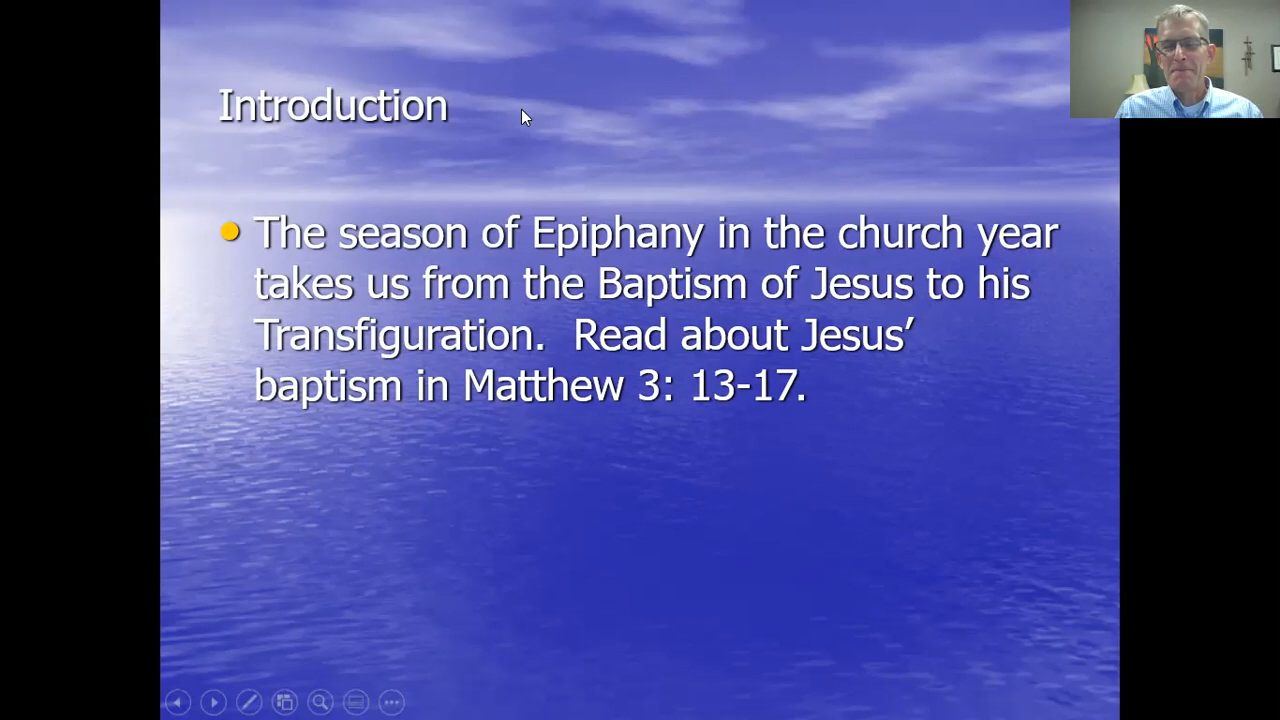 Introduction
The season of Epiphany in the church year
takes us from the Baptism of Jesus to his
Transfiguration.  Read about Jesus’
baptism in Matthew 3: 13-17.